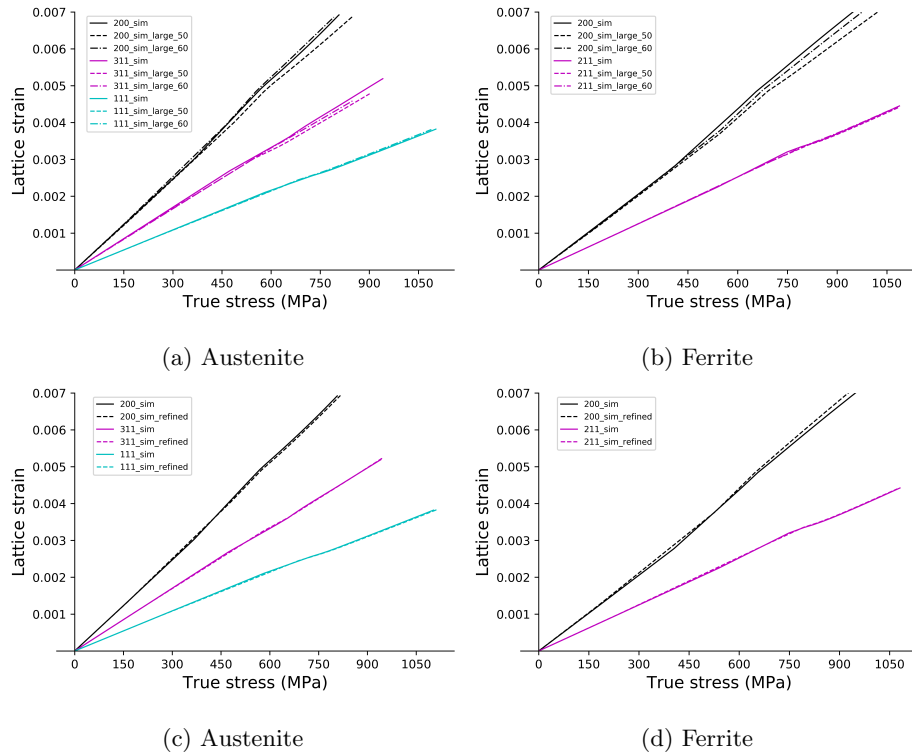 0.007
0.006
0.005
0.004
0.003
0.002
0.001
Lattice strain
200_sim
200_sim_large_50
200_sim_large_60
311_sim
311_sim_large_50
311_sim_large_60
111_sim
111_sim_large_50
111_sim_large_60
0 150 300 450 600 750 900 1050
True stress (MPa)
(a) Austenite
0.007
0.006
0.005
0.004
0.003
0.002
0.001
Lattice strain
200_sim
200_sim_large_50
200_sim_large_60
211_sim
211_sim_large_50
211_sim_large_60
0 150 300 450 600 750 900 1050
True stress (MPa)
(b) Ferrite
0.007
0.006
0.005
0.004
0.003
0.002
0.001
Lattice strain
200_sim
200_sim_refined
311_sim
311_sim_refined
111_sim
111_sim_refined
0 150 300 450 600 750 900 1050
True stress (MPa)
(c) Austenite
0.007
0.006
0.005
0.004
0.003
0.002
0.001
Lattice strain
200_sim
200_sim_refined
211_sim
211_sim_refined
0 150 300 450 600 750 900 1050
True stress (MPa)
(d) Ferrite